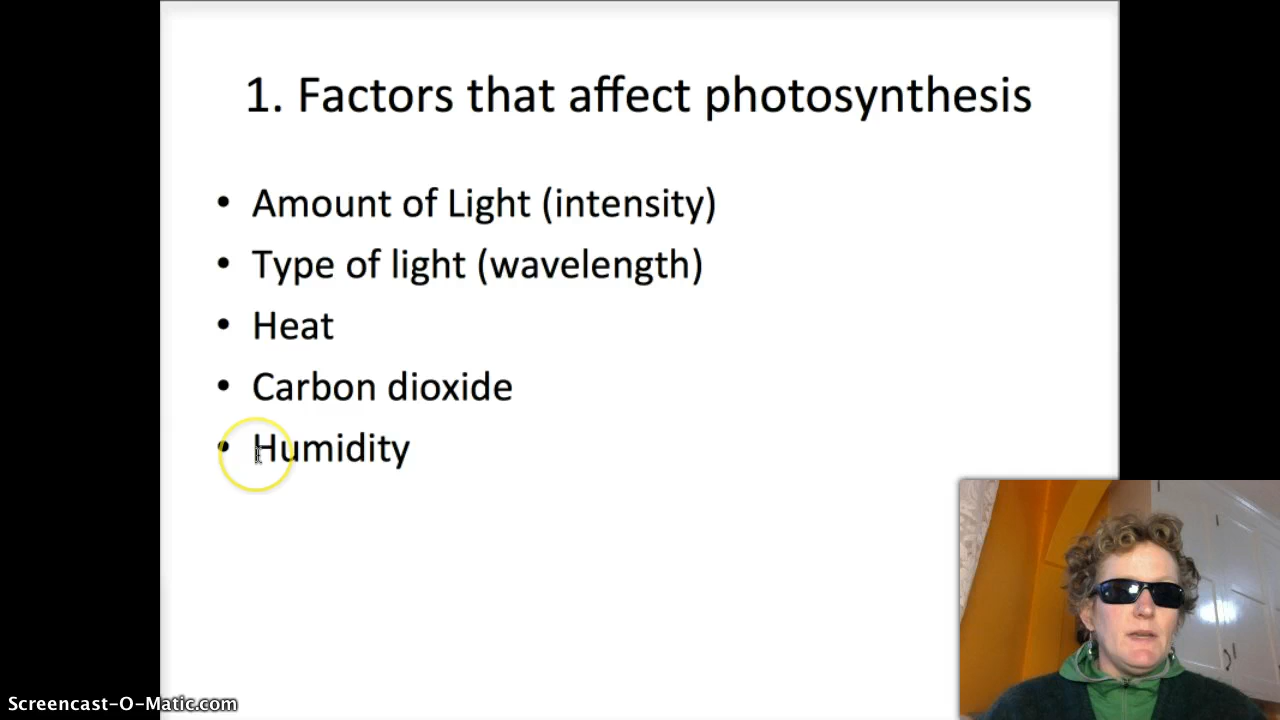 1. Factors that affect photosynthesis
• Amount of Light (intensity)
• Type of light (wavelength)
• Heat
• Carbon dioxide
• Humidity
Screencast-O-Matic.com